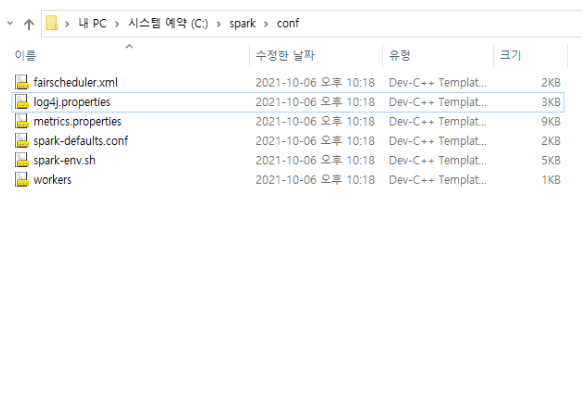 내 PC > 시스템 예약 (C:) > spark > conf
이름 수정한 날짜 유형 크기
fairscheduler.xml 2021-10-06 오후 10:18 Dev-C++ Templat... 2KB
log4j.properties 2021-10-06 오후 10:18 Dev-C++ Templat... 3KB
metrics.properties 2021-10-06 오후 10:18 Dev-C++ Templat... 9KB
spark-defaults.conf 2021-10-06 오후 10:18 Dev-C++ Templat... 2KB
spark-env.sh 2021-10-06 오후 10:18 Dev-C++ Templat... 5KB
workers 2021-10-06 오후 10:18 Dev-C++ Templat... 1KB